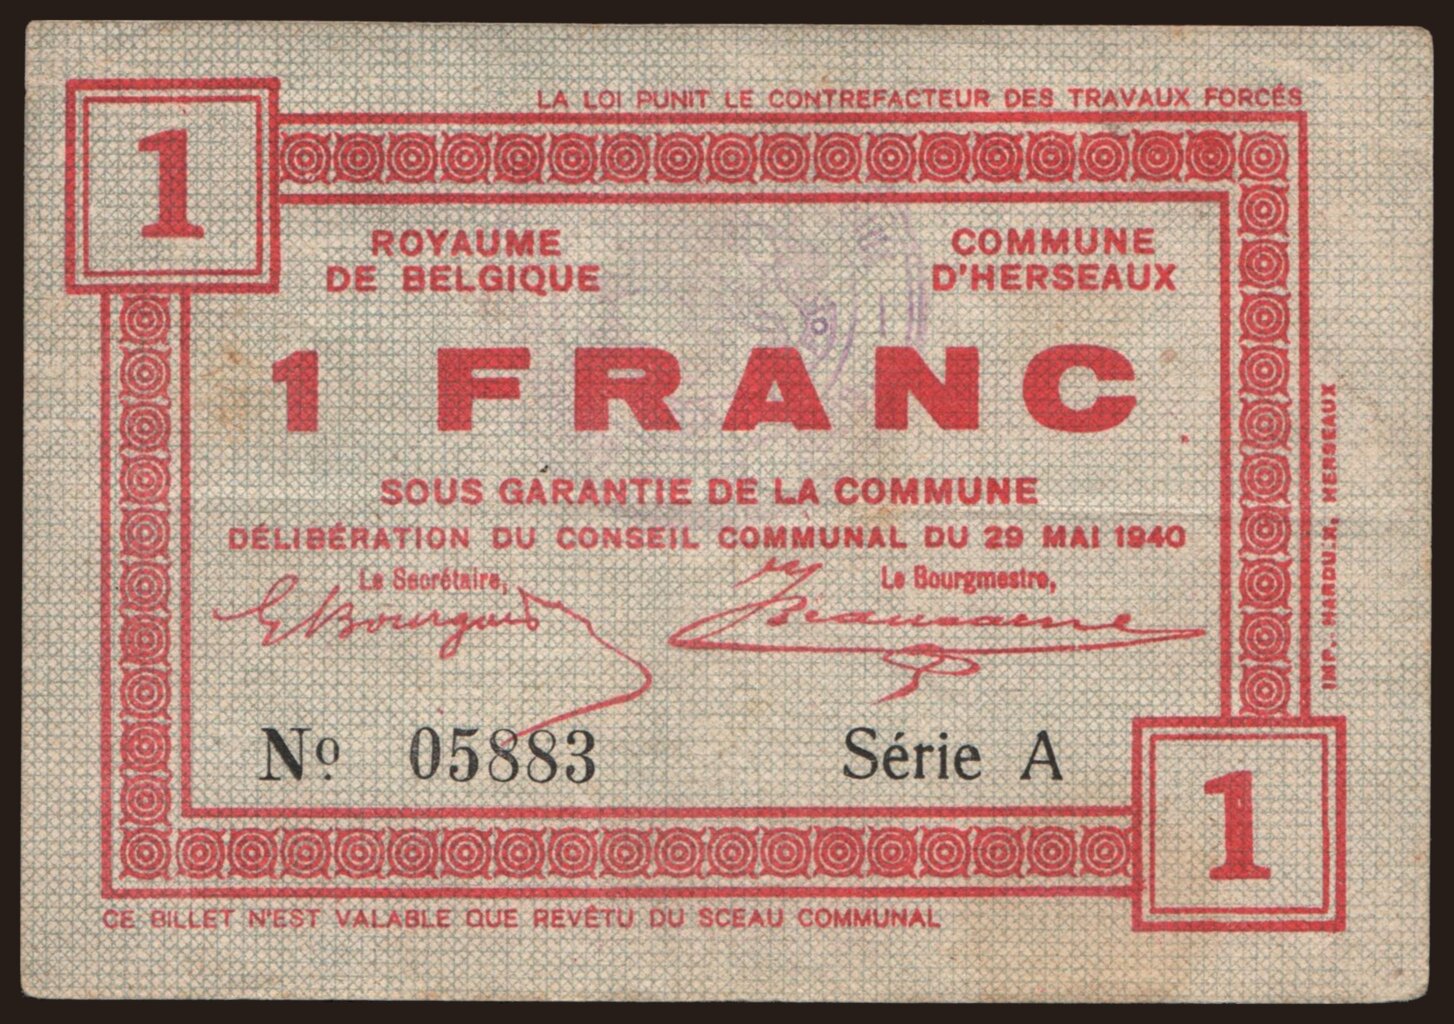 LA LOI PUNIT LE CONTREFACTEUR DES TRAVAUX FORCÉS
1
ROYAUME
DE BELGIQUE
COMMUNE
D'HERSEAUX
1 FRANC
SOUS GARANTIE DE LA COMMUNE
DÉLIBÉRATION DU CONSEIL COMMUNAL DU 29 MAI 1940
Le Secrétaire,
Le Bourgmestre,
No 05883
Série A
1
CE BILLET N'EST VALABLE QUE REVÊTU DU SCEAU COMMUNAL
IMP. HERSEAUX